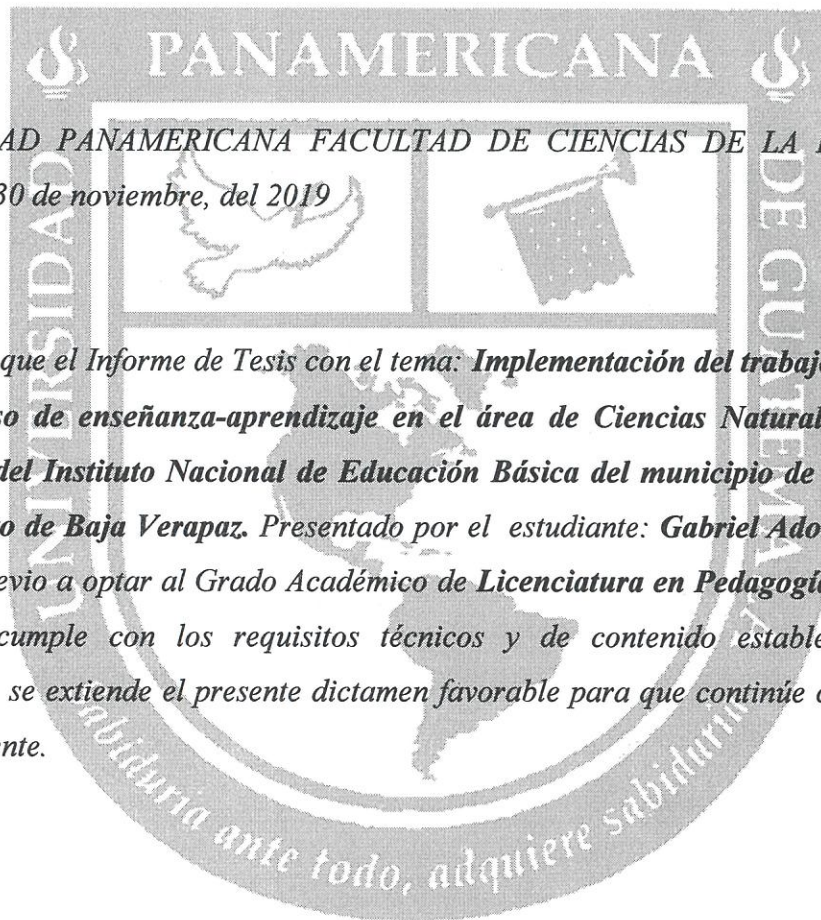 PANAMERICANA
UNIVERSIDAD
DE GUATEMALA
AD PANAMERICANA FACULTAD DE CIENCIAS DE LA
30 de noviembre, del 2019
que el Informe de Tesis con el tema: Implementación del trabajo
so de enseñanza-aprendizaje en el área de Ciencias Natural
del Instituto Nacional de Educación Básica del municipio de
o de Baja Verapaz. Presentado por el estudiante: Gabriel Ado
evio a optar al Grado Académico de Licenciatura en Pedagogía
cumple con los requisitos técnicos y de contenido estable
se extiende el presente dictamen favorable para que continúe
nte.
Sabiduría ante todo, adquiere sabiduría